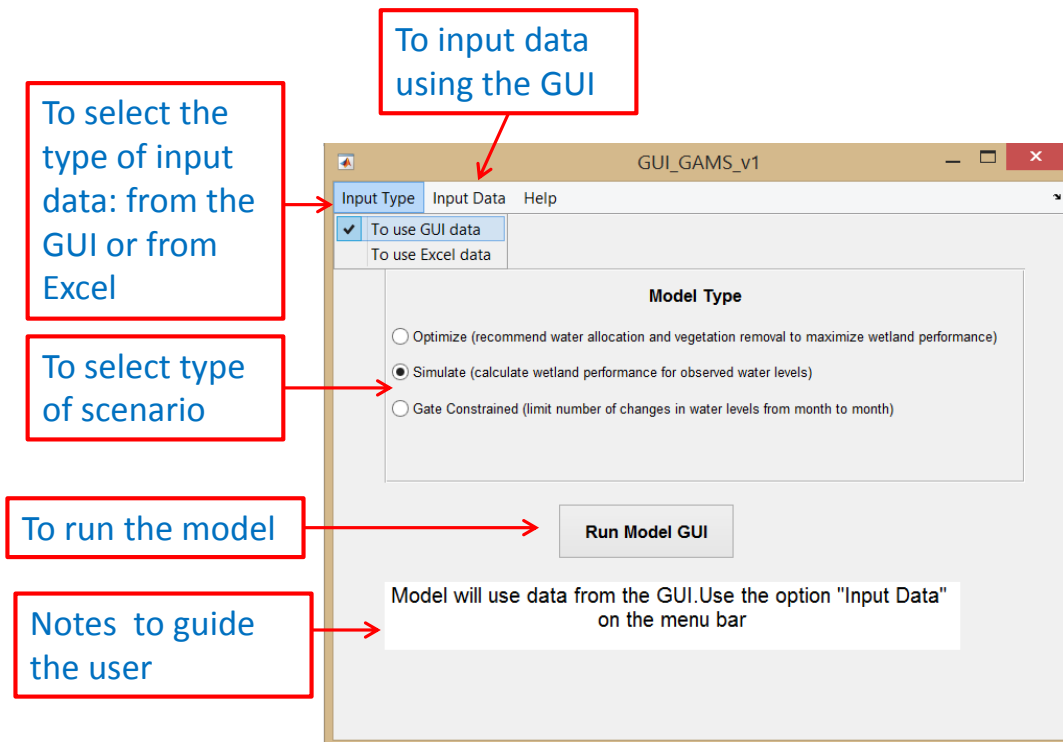 To input data
using the GUI
To select the
type of input
data: from the
GUI or from
Excel
GUI_GAMS_v1
Input Type Input Data Help
To use GUI data
To use Excel data
Model Type
Optimize (recommend water allocation and vegetation removal to maximize wetland performance)
To select type
of scenario
Simulate (calculate wetland performance for observed water levels)
Gate Constrained (limit number of changes in water levels from month to month)
To run the model
Run Model GUI
Notes to guide
the user
Model will use data from the GUI.Use the option "Input Data"
on the menu bar